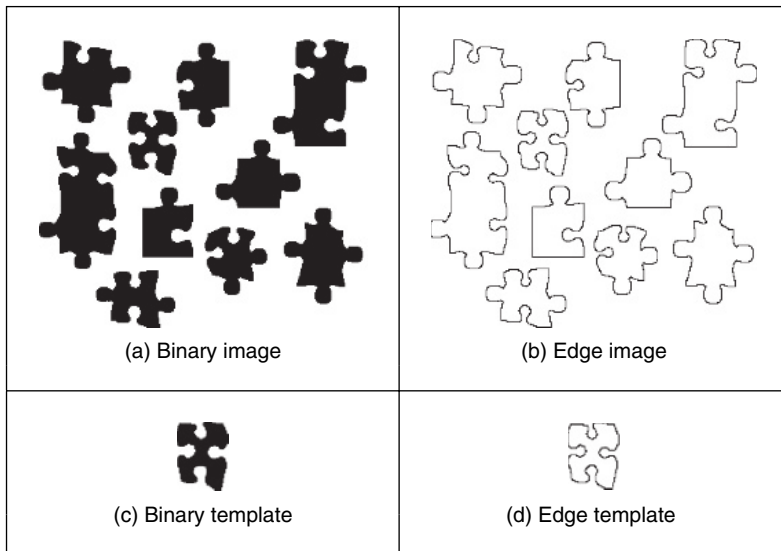 (a) Binary image
(b) Edge image
(c) Binary template
(d) Edge template